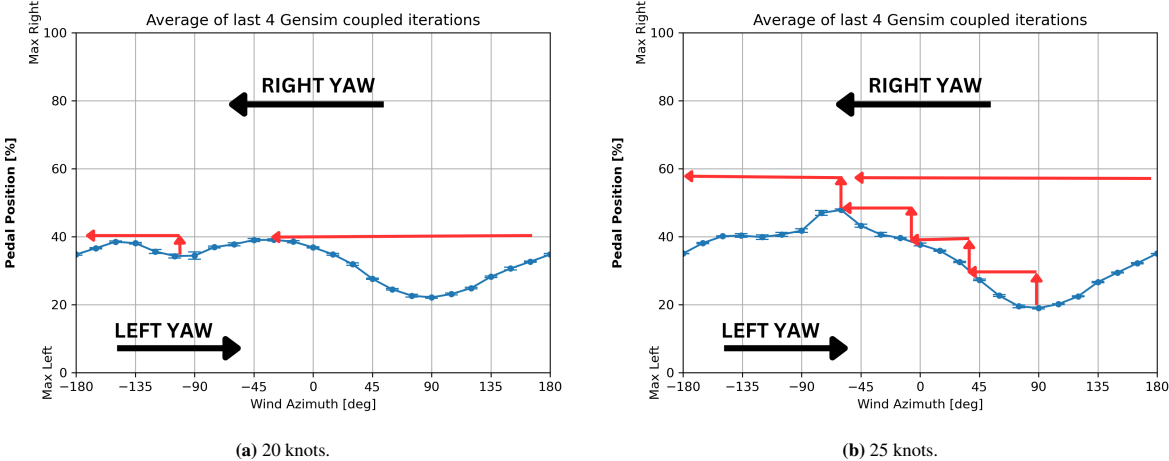 Average of last 4 Gensim coupled iterations
Max Right
100
80
60
40
20
0
Max Left
Pedal Position [%]
RIGHT YAW
LEFT YAW
−180 −135 −90 −45 0 45 90 135 180
Wind Azimuth [deg]
(a) 20 knots.
Average of last 4 Gensim coupled iterations
Max Right
100
80
60
40
20
0
Max Left
Pedal Position [%]
RIGHT YAW
LEFT YAW
−180 −135 −90 −45 0 45 90 135 180
Wind Azimuth [deg]
(b) 25 knots.